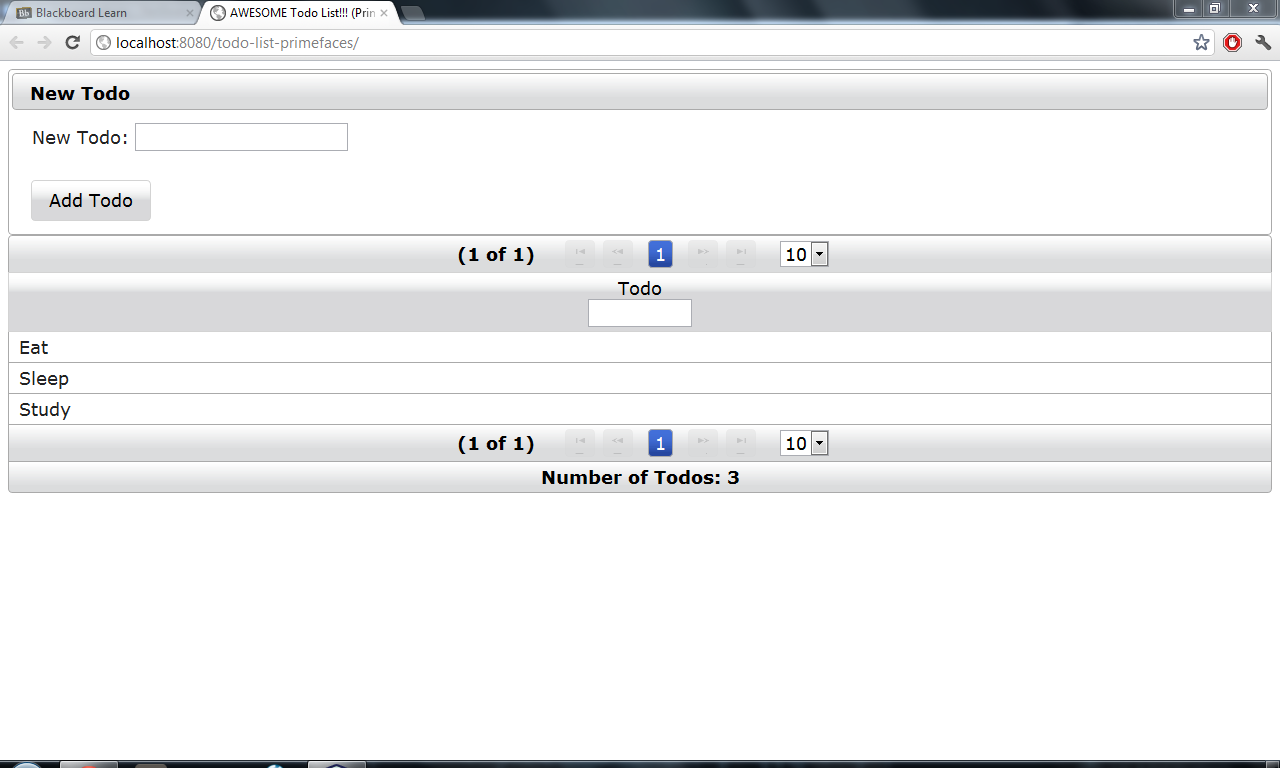 Blackboard Learn
AWESOME Todo List!!! (Prin
localhost:8080/todo-list-primefaces/
New Todo
New Todo:
Add Todo
(1 of 1) 1 10
Todo
Eat
Sleep
Study
(1 of 1) 1 10
Number of Todos: 3